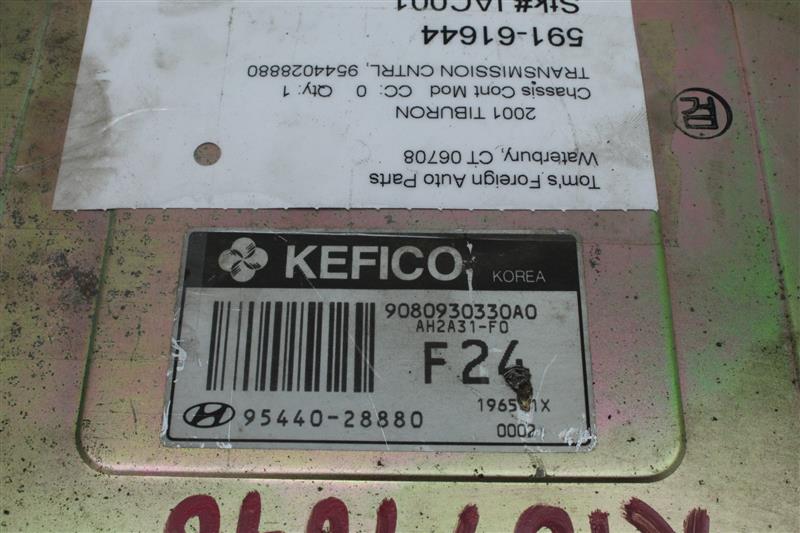 Tom's Foreign Auto Parts
Waterbury, CT 06708
2001 TIBURON
Chassis Cont Mod CC: 0 Qty: 1
TRANSMISSION CNTRL, 9544028880
591-61644
Stk# JAC001
KEFICO KOREA
9080930330A0
AH2A31-F0
F24
95440-28880
0002